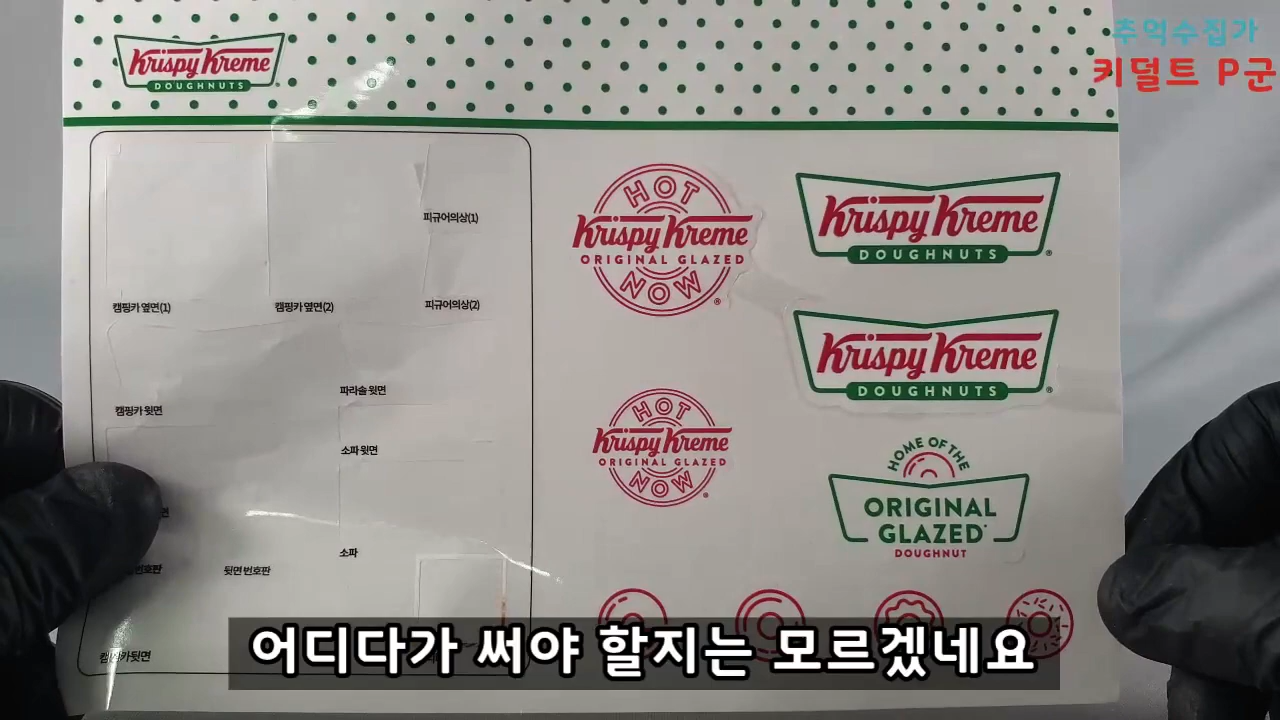 추억수집가
키덜트 P군
Krispy Kreme
DOUGHNUTS
피규어의상(1)
캠핑카 옆면(1)
캠핑카 옆면(2)
피규어의상(2)
파라솔 윗면
캠핑카 윗면
소파 윗면
소파
뒷면 번호판
캠핑카뒷면
HOT
Krispy Kreme
ORIGINAL GLAZED
NOW
Krispy Kreme
DOUGHNUTS
Krispy Kreme
DOUGHNUTS
HOT
Krispy Kreme
ORIGINAL GLAZED
NOW
HOME OF THE
ORIGINAL
GLAZED
DOUGHNUT
어디다가 써야 할지는 모르겠네요